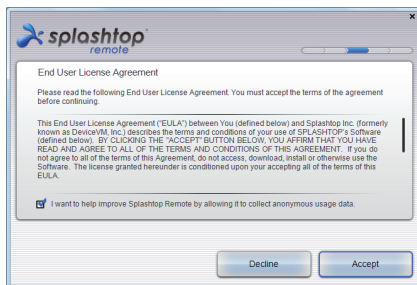 splashtop
remote
End User License Agreement
Please read the following End User License Agreement. You must accept the terms of the agreement
before continuing.
This End User License Agreement ("EULA") between You (defined below) and Splashtop Inc. (formerly
known as DeviceVM, Inc.) describes the terms and conditions of your use of SPLASHTOP's Software
(defined below). BY CLICKING THE "ACCEPT" BUTTON BELOW, YOU AFFIRM THAT YOU HAVE
READ AND AGREE TO ALL OF THE TERMS AND CONDITIONS OF THIS AGREEMENT. If you do
not agree to all of the terms of this Agreement, do not access, download, install or otherwise use the
Software. The license granted hereunder is conditioned upon your accepting all of the terms of this
EULA.
I want to help improve Splashtop Remote by allowing it to collect anonymous usage data.
Decline Accept